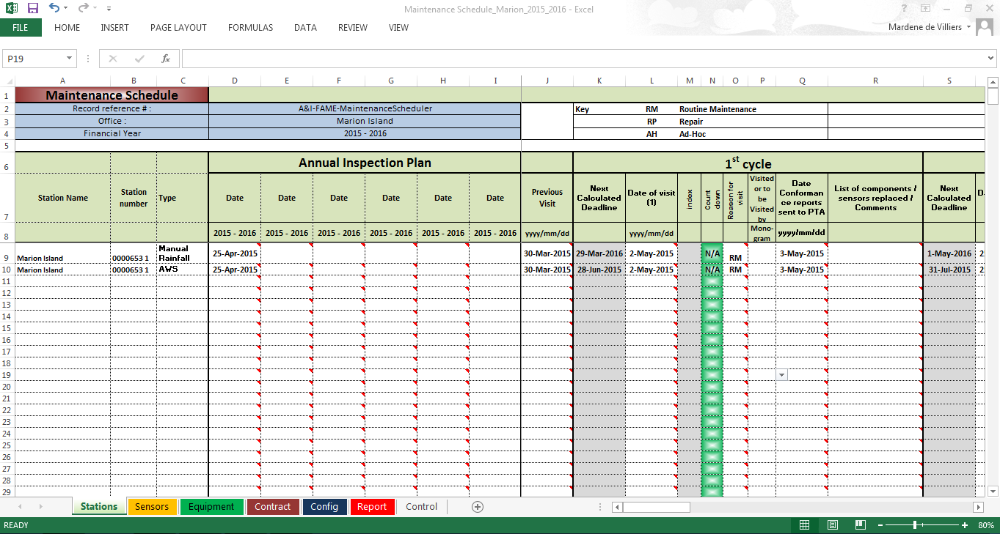 Maintenance Schedule_Marion_2015_2016 - Excel
FILE HOME INSERT PAGE LAYOUT FORMULAS DATA REVIEW VIEW Mardene de Villiers
P19 fx
A B C D E F G H I J K L M N O P Q R S
1 Maintenance Schedule
2 Record reference # : A&I-FAME-MaintenanceScheduler Key RM Routine Maintenance
3 Office : Marion Island RP Repair
4 Financial Year 2015 - 2016 AH Ad-Hoc
5
6 Annual Inspection Plan 1st cycle
7 Station Name Station number Type Date Date Date Date Date Date Previous Visit Next Calculated Deadline Date of visit (1) index Count down Reason for visit Visited or to be Visited by Date Conformance reports sent to PTA List of components / sensors replaced / Comments Next Calculated Deadline D
8 2015 - 2016 2015 - 2016 2015 - 2016 2015 - 2016 2015 - 2016 2015 - 2016 yyyy/mm/dd yyyy/mm/dd Mono-gram yyyy/mm/dd
9 Marion Island 0000653 1 Manual Rainfall 25-Apr-2015 30-Mar-2015 29-Mar-2016 2-May-2015 N/A RM 3-May-2015 1-May-2016 2
10 Marion Island 0000653 1 AWS 25-Apr-2015 30-Mar-2015 28-Jun-2015 2-May-2015 N/A RM 3-May-2015 31-Jul-2015 2
11
12
13
14
15
16
17
18
19
20
21
22
23
24
25
26
27
28
29
Stations Sensors Equipment Contract Config Report Control
READY 80%